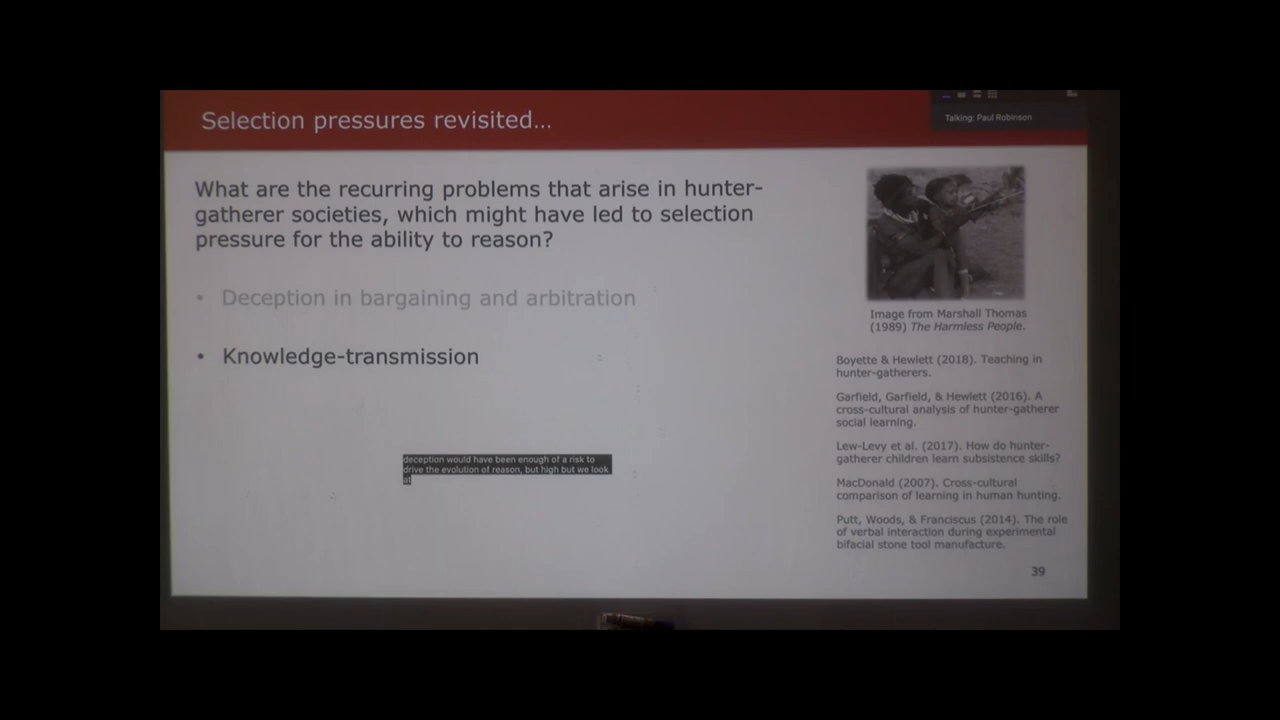 Selection pressures revisited...
Talking: Paul Robinson
What are the recurring problems that arise in hunter-
gatherer societies, which might have led to selection
pressure for the ability to reason?
• Deception in bargaining and arbitration
• Knowledge-transmission
deception would have been enough of a risk to
drive the evolution of reason, but high but we look
at
Image from Marshall Thomas
(1989) The Harmless People.
Boyette & Hewlett (2018). Teaching in
hunter-gatherers.
Garfield, Garfield, & Hewlett (2016). A
cross-cultural analysis of hunter-gatherer
social learning.
Lew-Levy et al. (2017). How do hunter-
gatherer children learn subsistence skills?
MacDonald (2007). Cross-cultural
comparison of learning in human hunting.
Putt, Woods, & Franciscus (2014). The role
of verbal interaction during experimental
bifacial stone tool manufacture.
39